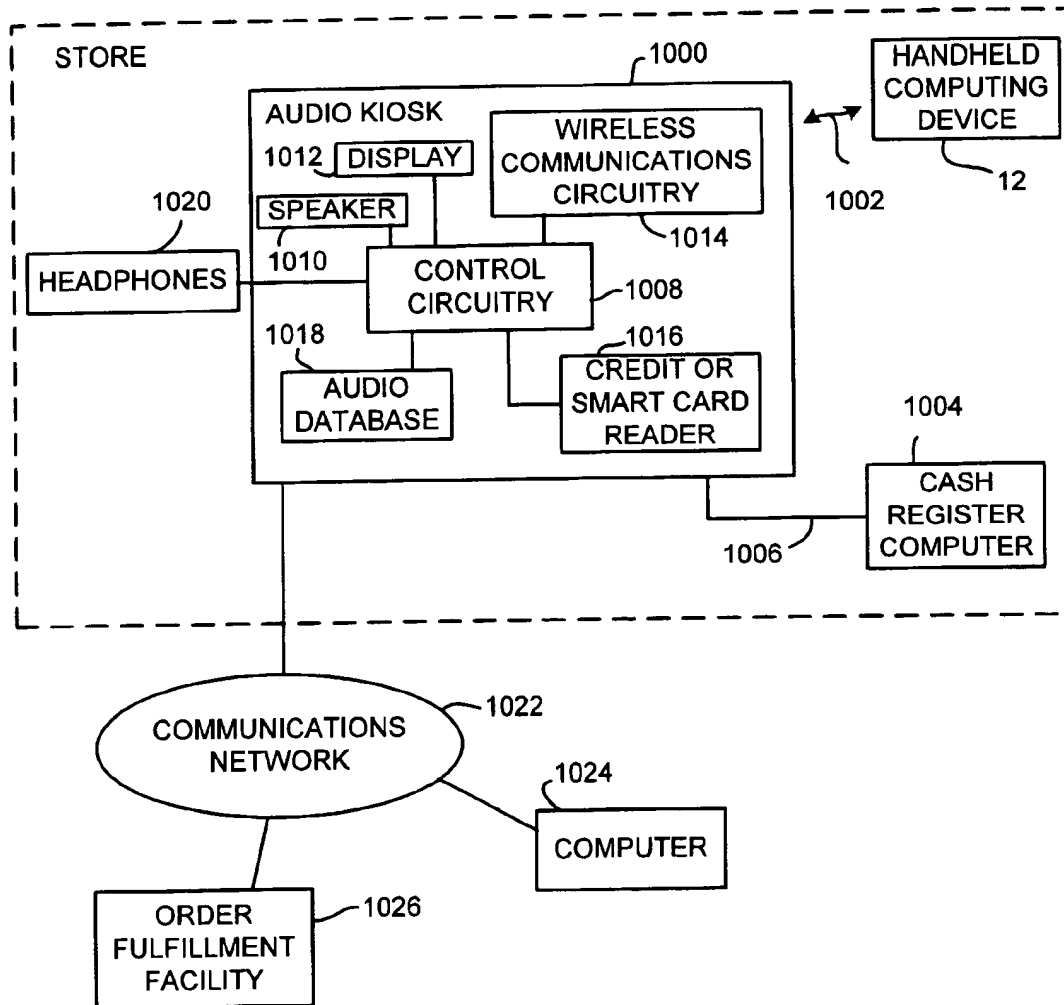 STORE
1000
HANDHELD
COMPUTING
DEVICE
12
1002
AUDIO KIOSK
1012
DISPLAY
WIRELESS
COMMUNICATIONS
CIRCUITRY
1014
1020
SPEAKER
1010
HEADPHONES
CONTROL
CIRCUITRY
1008
1018
AUDIO
DATABASE
1016
CREDIT OR
SMART CARD
READER
1004
CASH
REGISTER
COMPUTER
1006
COMMUNICATIONS
NETWORK
1022
1024
COMPUTER
ORDER
FULFILLMENT
FACILITY
1026